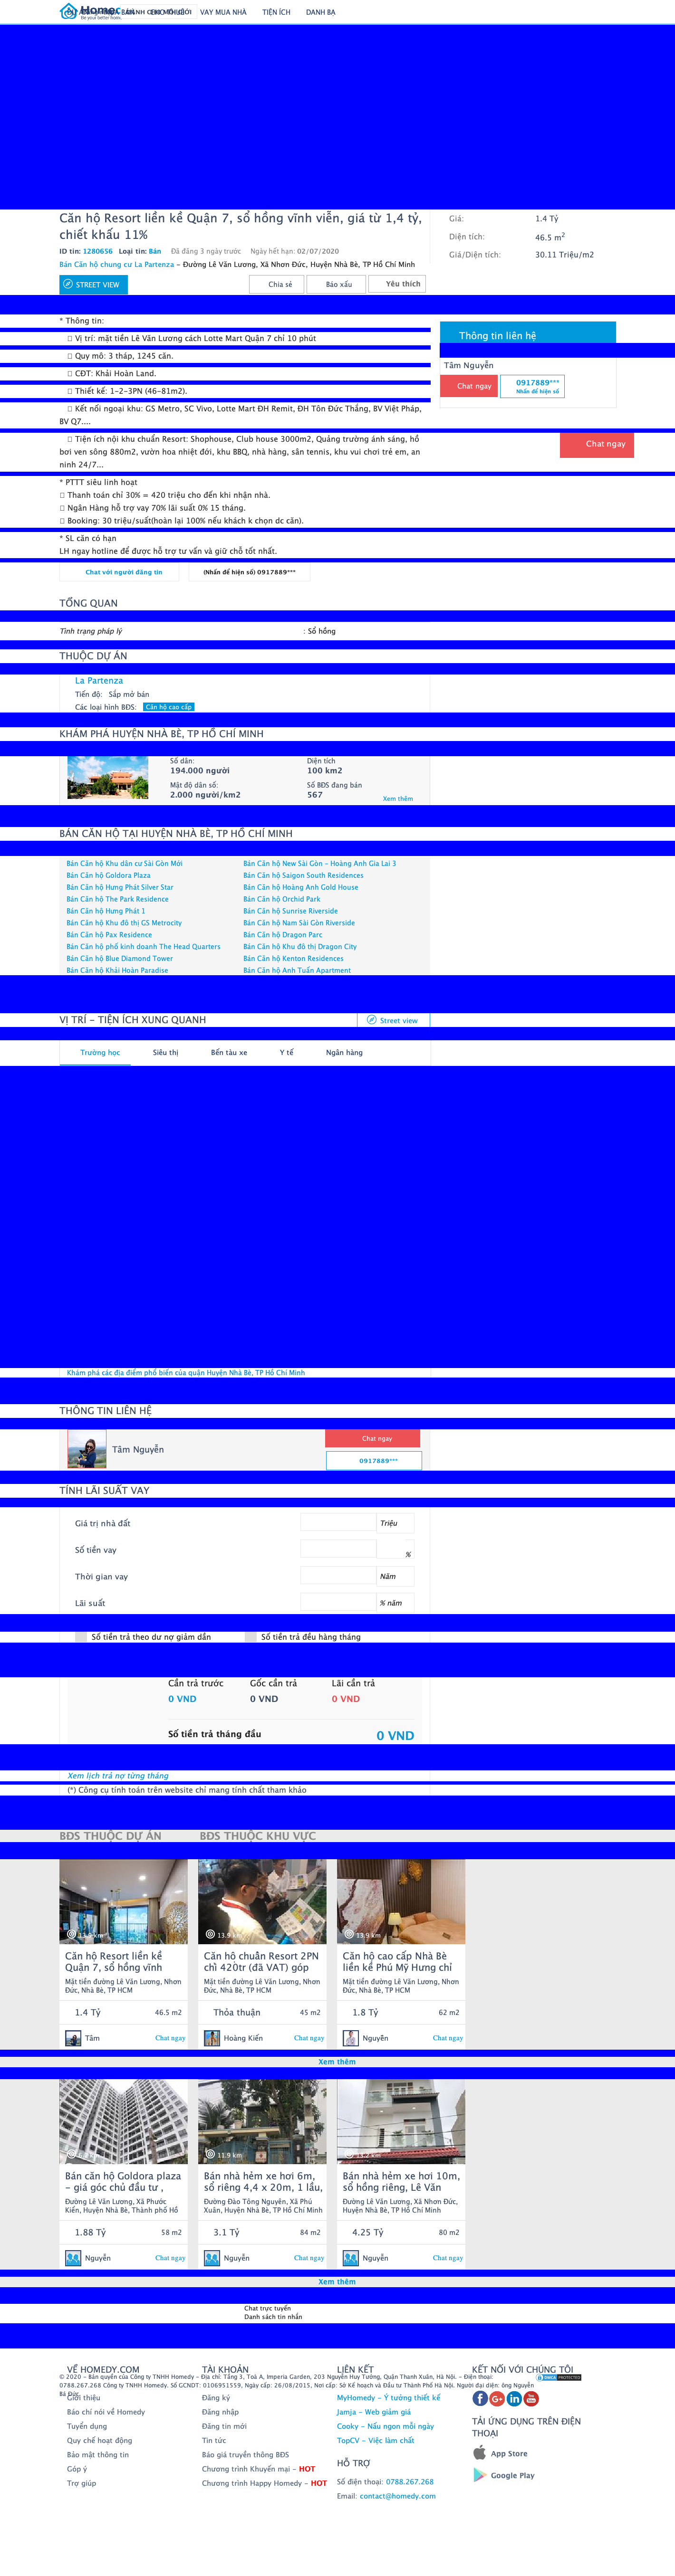 Homedy
Be your better home.
VAY MUA NHÀ
TIỆN ÍCH
DANH BẠ
Căn hộ Resort liền kề Quận 7, sổ hồng vĩnh viễn, giá từ 1,4 tỷ,
chiết khấu 11%
ID tin: 1280656 Loại tin: Bán Đã đăng 3 ngày trước Ngày hết hạn: 02/07/2020
Bán Căn hộ chung cư La Partenza - Đường Lê Văn Lương, Xã Nhơn Đức, Huyện Nhà Bè, TP Hồ Chí Minh
STREET VIEW
Chia sẻ
Báo xấu
Yêu thích
Giá: 1.4 Tỷ
Diện tích: 46.5 m2
Giá/Diện tích: 30.11 Triệu/m2
* Thông tin:
Vị trí: mặt tiền Lê Văn Lương cách Lotte Mart Quận 7 chỉ 10 phút
Quy mô: 3 tháp, 1245 căn.
CĐT: Khải Hoàn Land.
Thiết kế: 1-2-3PN (46-81m2).
Kết nối ngoại khu: GS Metro, SC Vivo, Lotte Mart ĐH Remit, ĐH Tôn Đức Thắng, BV Việt Pháp,
BV Q7....
Tiện ích nội khu chuẩn Resort: Shophouse, Club house 3000m2, Quảng trường ánh sáng, hồ
bơi ven sông 880m2, vườn hoa nhiệt đới, khu BBQ, nhà hàng, sân tennis, khu vui chơi trẻ em, an
ninh 24/7...
* PTTT siêu linh hoạt
Thanh toán chỉ 30% = 420 triệu cho đến khi nhận nhà.
Ngân Hàng hỗ trợ vay 70% lãi suất 0% 15 tháng.
Booking: 30 triệu/suất(hoàn lại 100% nếu khách k chọn dc căn).
* SL căn có hạn
LH ngay hotline để được hỗ trợ tư vấn và giữ chỗ tốt nhất.
Thông tin liên hệ
Tâm Nguyễn
Chat ngay
0917889***
Nhấn để hiện số
Chat ngay
Chat với người đăng tin
(Nhấn để hiện số) 0917889***
TỔNG QUAN
Tình trạng pháp lý : Sổ hồng
THUỘC DỰ ÁN
La Partenza
Tiến độ: Sắp mở bán
Các loại hình BĐS: Căn hộ cao cấp
KHÁM PHÁ HUYỆN NHÀ BÈ, TP HỒ CHÍ MINH
Số dân: Diện tích
194.000 người 100 km2
Mật độ dân số: Số BĐS đang bán
2.000 người/km2 567
Xem thêm
BÁN CĂN HỘ TẠI HUYỆN NHÀ BÈ, TP HỒ CHÍ MINH
Bán Căn hộ Khu dân cư Sài Gòn Mới Bán Căn hộ New Sài Gòn - Hoàng Anh Gia Lai 3
Bán Căn hộ Goldora Plaza Bán Căn hộ Saigon South Residences
Bán Căn hộ Hưng Phát Silver Star Bán Căn hộ Hoàng Anh Gold House
Bán Căn hộ The Park Residence Bán Căn hộ Orchid Park
Bán Căn hộ Hưng Phát 1 Bán Căn hộ Sunrise Riverside
Bán Căn hộ Khu đô thị GS Metrocity Bán Căn hộ Nam Sài Gòn Riverside
Bán Căn hộ Pax Residence Bán Căn hộ Dragon Parc
Bán Căn hộ phố kinh doanh The Head Quarters Bán Căn hộ Khu đô thị Dragon City
Bán Căn hộ Blue Diamond Tower Bán Căn hộ Kenton Residences
Bán Căn hộ Khải Hoàn Paradise Bán Căn hộ Anh Tuấn Apartment
VỊ TRÍ - TIỆN ÍCH XUNG QUANH
Street view
Trường học Siêu thị Bến tàu xe Y tế Ngân hàng
Khám phá các địa điểm phổ biến của quận Huyện Nhà Bè, TP Hồ Chí Minh
THÔNG TIN LIÊN HỆ
Tâm Nguyễn
Chat ngay
0917889***
TÍNH LÃI SUẤT VAY
Giá trị nhà đất Triệu
Số tiền vay %
Thời gian vay Năm
Lãi suất % năm
Số tiền trả theo dư nợ giảm dần Số tiền trả đều hàng tháng
Cần trả trước Gốc cần trả Lãi cần trả
0 VND 0 VND 0 VND
Số tiền trả tháng đầu 0 VND
Xem lịch trả nợ từng tháng
(*) Công cụ tính toán trên website chỉ mang tính chất tham khảo
BĐS THUỘC DỰ ÁN BĐS THUỘC KHU VỰC
13.9 km 13.9 km 13.9 km
Căn hộ Resort liền kề
Quận 7, sổ hồng vĩnh
Mặt tiền đường Lê Văn Lương, Nhơn
Đức, Nhà Bè, TP HCM
1.4 Tỷ 46.5 m2
Tâm Chat ngay
Căn hộ chuẩn Resort 2PN
chỉ 420tr (đã VAT) góp
Mặt tiền đường Lê Văn Lương, Nhơn
Đức, Nhà Bè, TP HCM
Thỏa thuận 45 m2
Hoàng Kiến Chat ngay
Căn hộ cao cấp Nhà Bè
liền kề Phú Mỹ Hưng chỉ
Mặt tiền đường Lê Văn Lương, Nhơn
Đức, Nhà Bè, TP HCM
1.8 Tỷ 62 m2
Nguyễn Chat ngay
Xem thêm
11.9 km
Bán căn hộ Goldora plaza
- giá góc chủ đầu tư ,
Đường Lê Văn Lương, Xã Phước
Kiển, Huyện Nhà Bè, Thành phố Hồ
1.88 Tỷ 58 m2
Nguyễn Chat ngay
Bán nhà hẻm xe hơi 6m,
sổ riêng 4,4 x 20m, 1 lầu,
Đường Đào Tông Nguyên, Xã Phú
Xuân, Huyện Nhà Bè, TP Hồ Chí Minh
3.1 Tỷ 84 m2
Nguyễn Chat ngay
Bán nhà hẻm xe hơi 10m,
sổ hồng riêng, Lê Văn
Đường Lê Văn Lương, Xã Nhơn Đức,
Huyện Nhà Bè, TP Hồ Chí Minh
4.25 Tỷ 80 m2
Nguyễn Chat ngay
Xem thêm
Chat trực tuyến
Danh sách tin nhắn
VỀ HOMEDY.COM TÀI KHOẢN LIÊN KẾT KẾT NỐI VỚI CHÚNG TÔI
© 2020 - Bản quyền của Công ty TNHH Homedy - Địa chỉ: Tầng 3, Toà A, Imperia Garden, 203 Nguyễn Huy Tưởng, Quận Thanh Xuân, Hà Nội. - Điện thoại:
0788.267.268 Công ty TNHH Homedy. Số GCNDT: 0106951559, Ngày cấp: 26/08/2015, Nơi cấp: Sở Kế hoạch và Đầu tư Thành Phố Hà Nội. Người đại diện: ông Nguyễn
Bá Đức
DMCA PROTECTED
Giới thiệu
Báo chí nói về Homedy
Tuyển dụng
Quy chế hoạt động
Bảo mật thông tin
Góp ý
Trợ giúp
Đăng ký
Đăng nhập
Đăng tin mới
Tin tức
Báo giá truyền thông BĐS
Chương trình Khuyến mại - HOT
Chương trình Happy Homedy - HOT
MyHomedy - Ý tưởng thiết kế
Jamja - Web giảm giá
Cooky - Nấu ngon mỗi ngày
TopCV - Việc làm chất
HỖ TRỢ
Số điện thoại: 0788.267.268
Email: contact@homedy.com
TẢI ỨNG DỤNG TRÊN ĐIỆN
THOẠI
App Store
Google Play